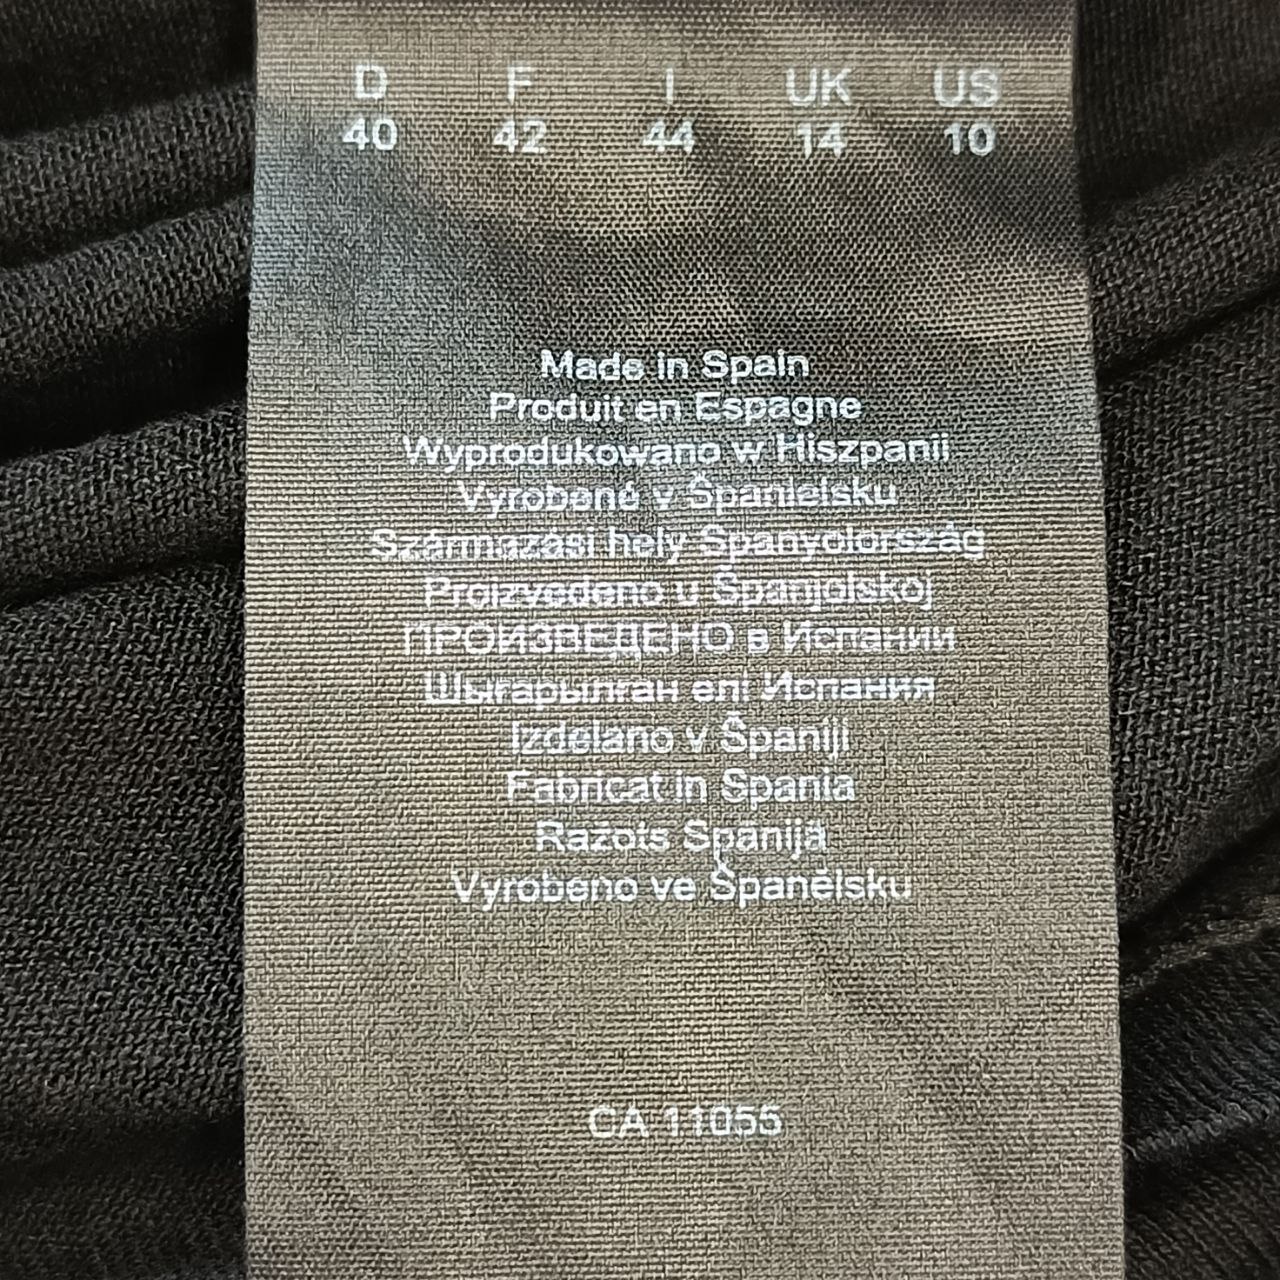 D F I UK US
40 42 44 14 10
Made in Spain
Produit en Espagne
Wyprodukowano w Hiszpanii
Vyrobené v Španielsku
Származási hely Spanyolország
Proizvedeno u Španjolskoj
ПРОИЗВЕДЕНО в Испании
Шығарылған елі Испания
Izdelano v Španiji
Fabricat in Spania
Ražots Spānijā
Vyrobeno ve Španělsku
CA 11055